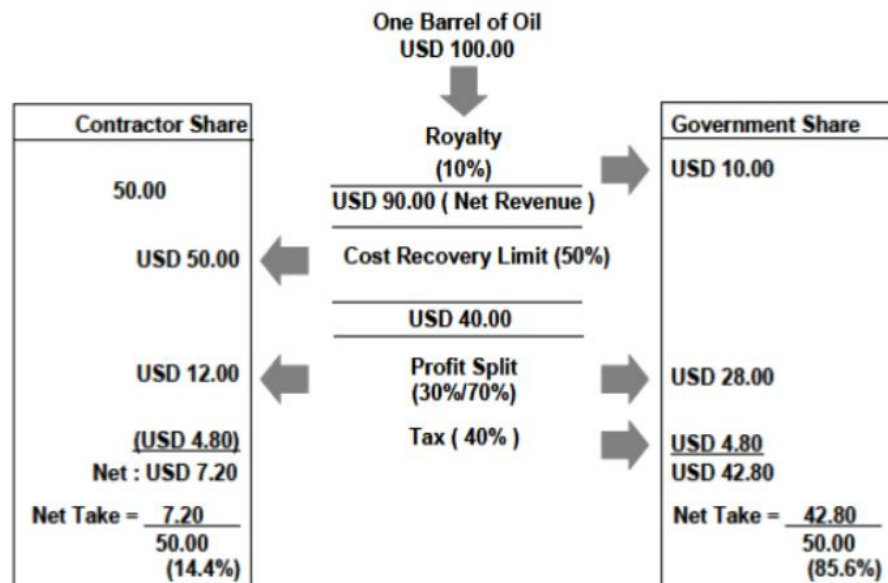 One Barrel of Oil
USD 100.00
Contractor Share
Government Share
Royalty
(10%)
USD 10.00
50.00
USD 90.00 ( Net Revenue )
USD 50.00
Cost Recovery Limit (50%)
USD 40.00
USD 12.00
Profit Split
(30%/70%)
USD 28.00
(USD 4.80)
Tax ( 40% )
USD 4.80
Net : USD 7.20
USD 42.80
Net Take = 7.20
50.00
(14.4%)
Net Take = 42.80
50.00
(85.6%)